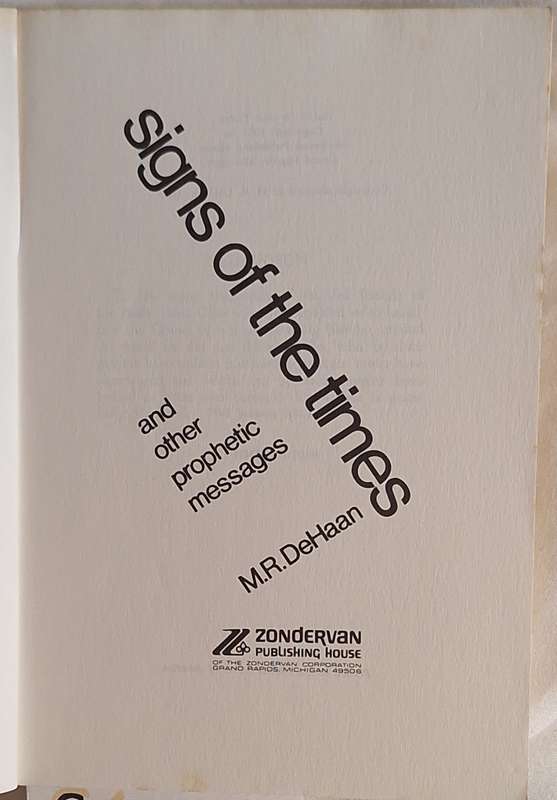 signs of the times
and
other
prophetic
messages
M.R.DeHaan
ZONDERVAN
PUBLISHING HOUSE
OF THE ZONDERVAN CORPORATION
GRAND RAPIDS, MICHIGAN 49506